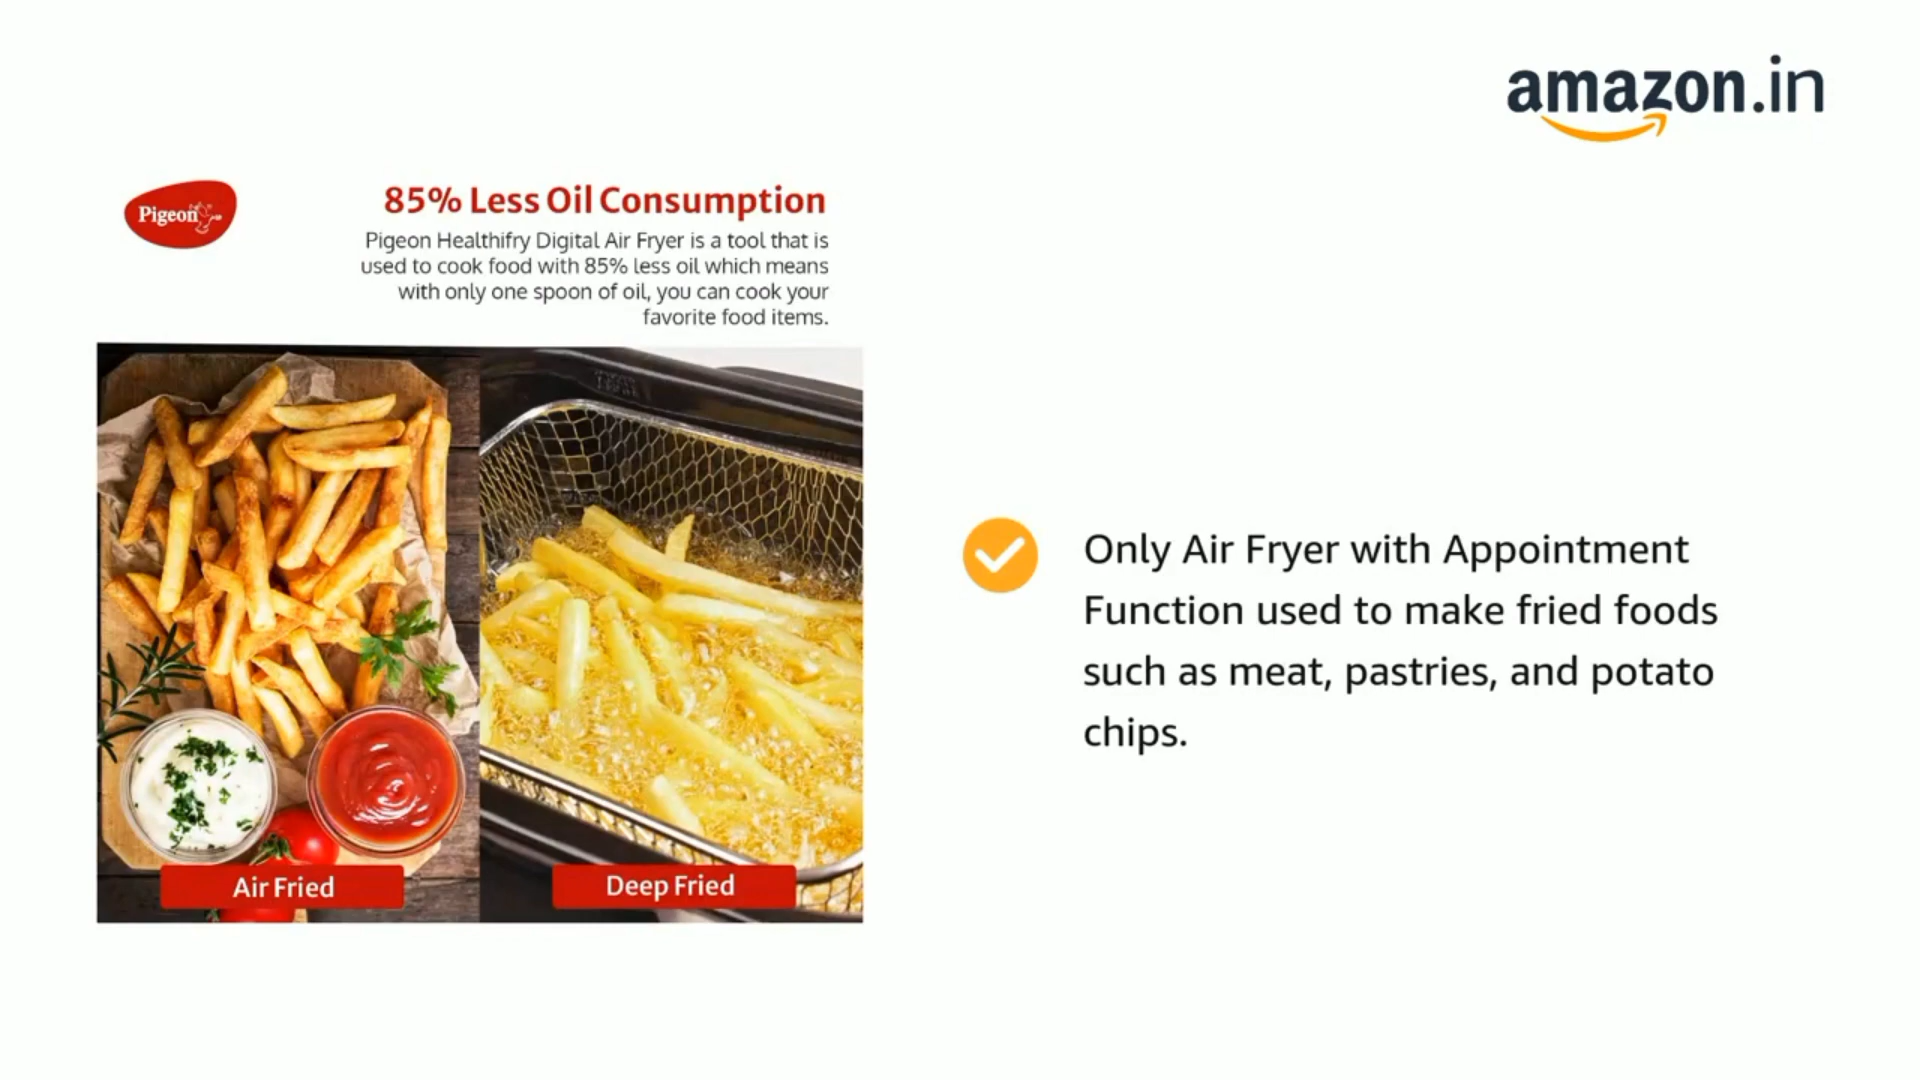 amazon.in
Pigeon
85% Less Oil Consumption
Pigeon Healthifry Digital Air Fryer is a tool that is
used to cook food with 85% less oil which means
with only one spoon of oil, you can cook your
favorite food items.
Only Air Fryer with Appointment
Function used to make fried foods
such as meat, pastries, and potato
chips.
Air Fried
Deep Fried